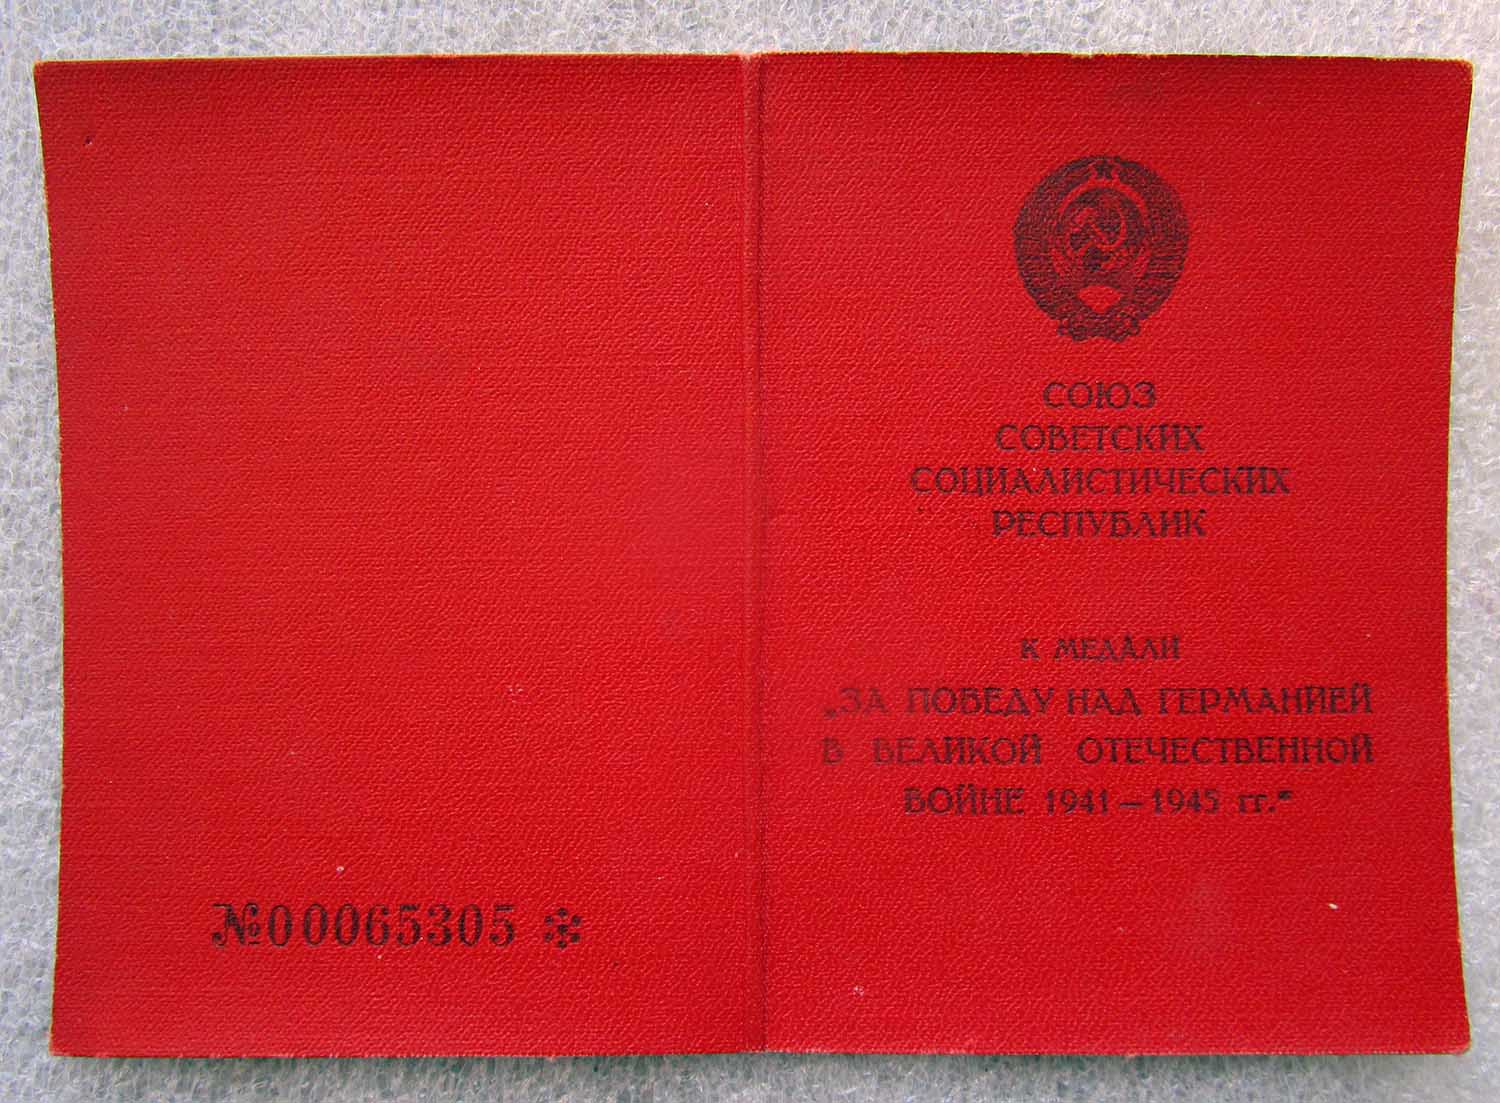 №00065305 *
СОЮЗ
СОВЕТСКИХ
СОЦИАЛИСТИЧЕСКИХ
РЕСПУБЛИК
К МЕДАЛИ
„ЗА ПОБЕДУ НАД ГЕРМАНИЕЙ
В ВЕЛИКОЙ ОТЕЧЕСТВЕННОЙ
ВОЙНЕ 1941—1945 гг.“